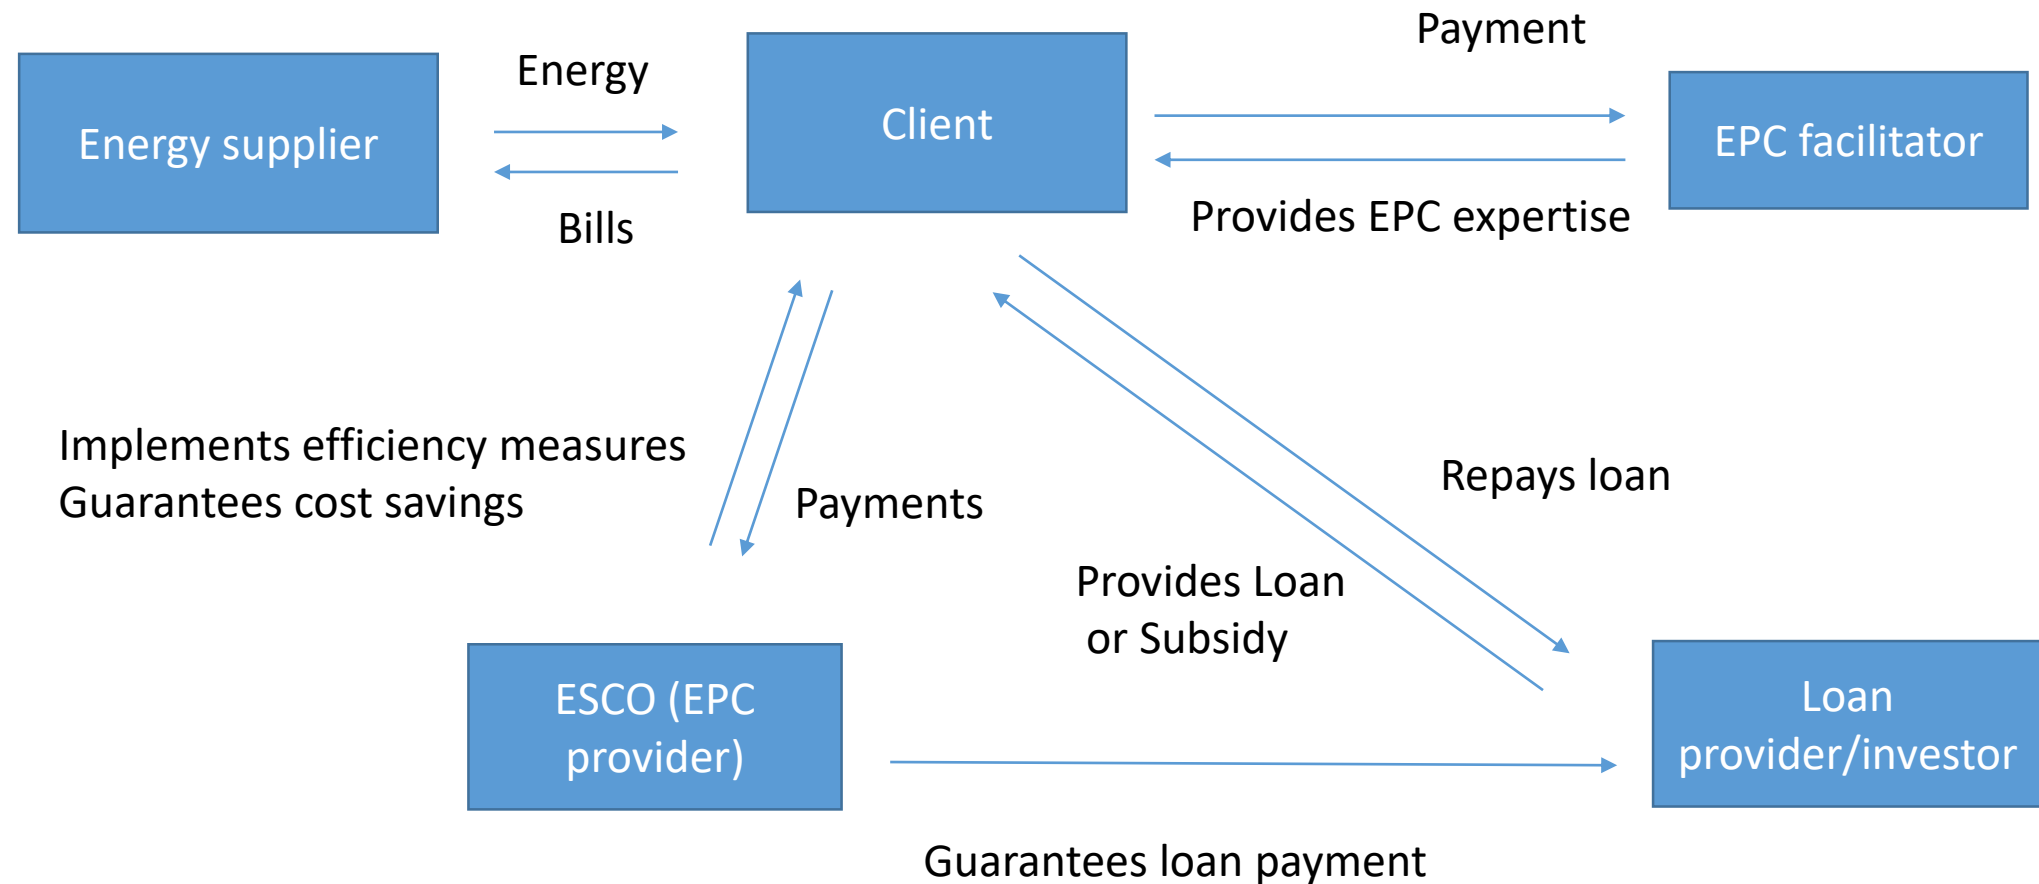 Payment
Energy
Energy supplier
Client
EPC facilitator
Bills
Provides EPC expertise
Implements efficiency measures
Guarantees cost savings
Payments
Repays loan
Provides Loan
or Subsidy
ESCO (EPC
provider)
Loan
provider/investor
Guarantees loan payment